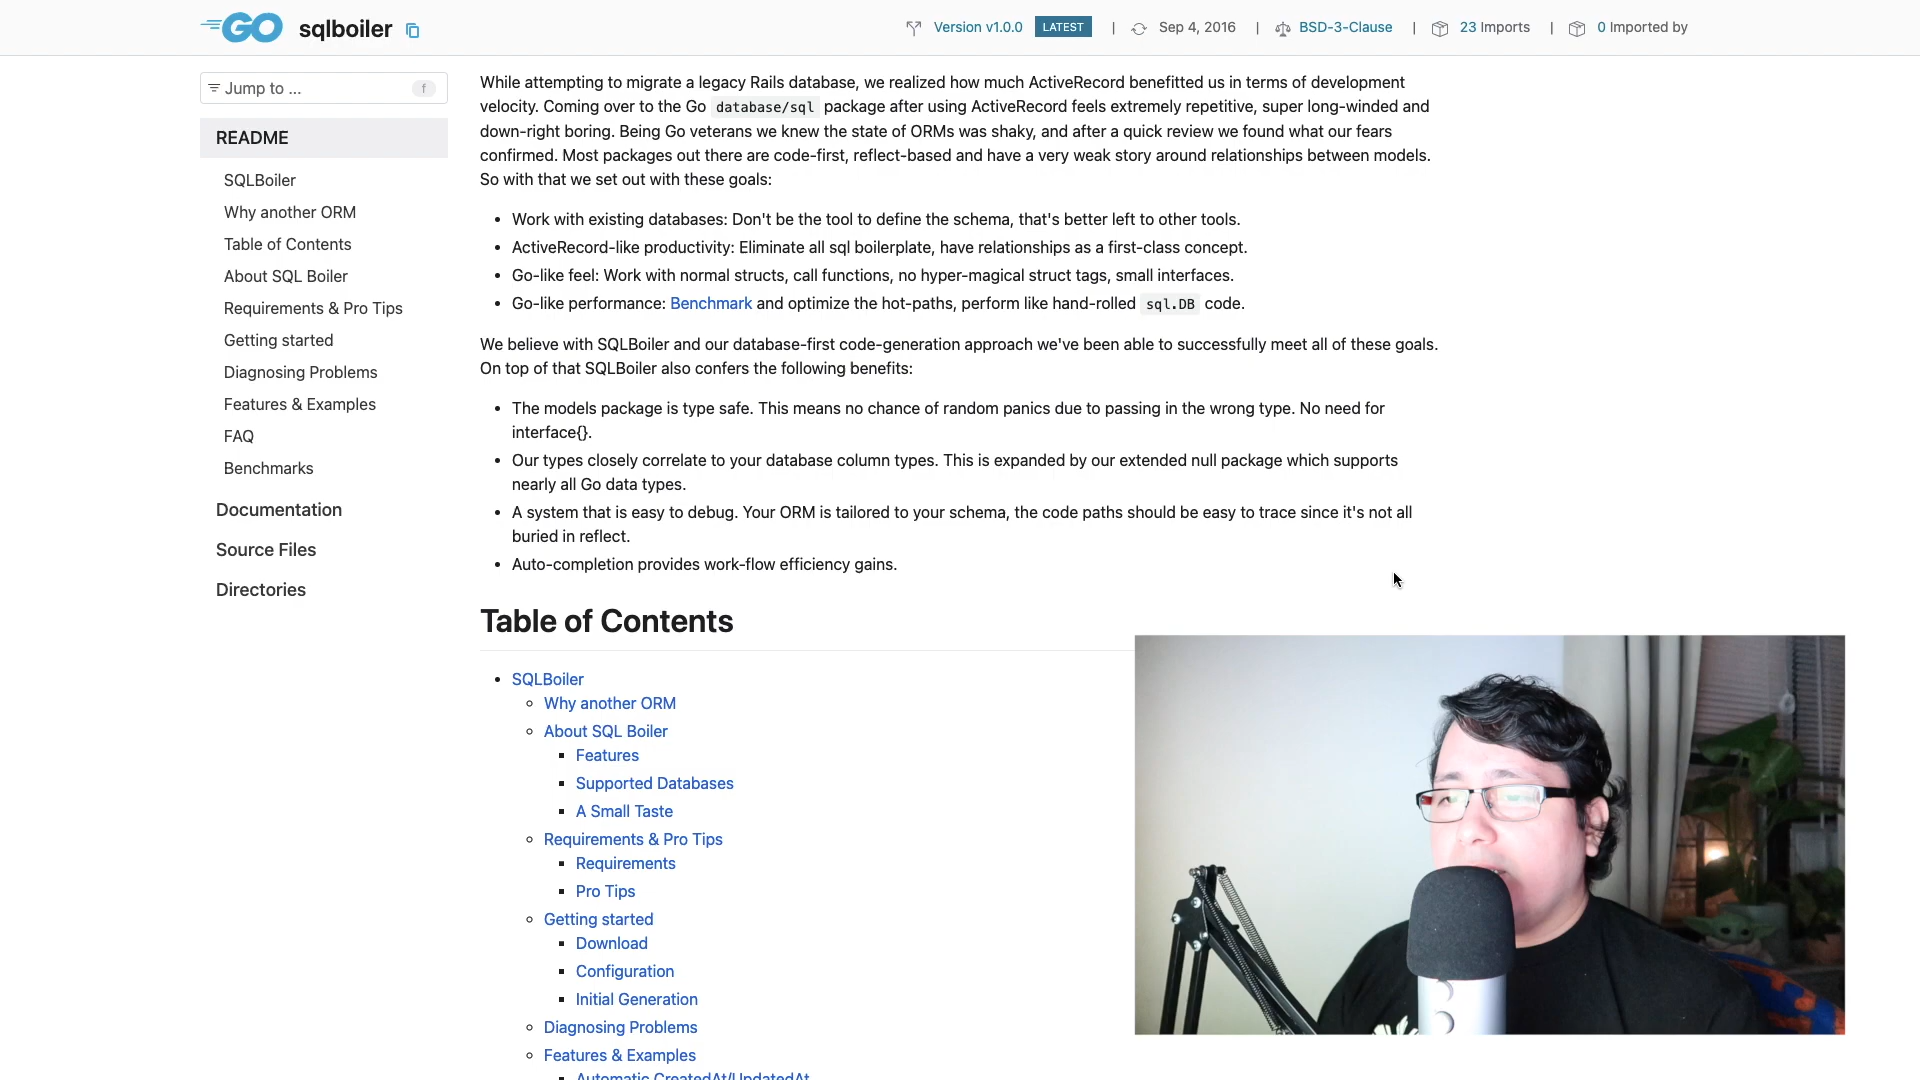 GO sqlboiler
Version v1.0.0 LATEST | Sep 4, 2016 | BSD-3-Clause | 23 Imports | 0 Imported by
Jump to ... f
README
SQLBoiler
Why another ORM
Table of Contents
About SQL Boiler
Requirements & Pro Tips
Getting started
Diagnosing Problems
Features & Examples
FAQ
Benchmarks
Documentation
Source Files
Directories
While attempting to migrate a legacy Rails database, we realized how much ActiveRecord benefitted us in terms of development
velocity. Coming over to the Go database/sql package after using ActiveRecord feels extremely repetitive, super long-winded and
down-right boring. Being Go veterans we knew the state of ORMs was shaky, and after a quick review we found what our fears
confirmed. Most packages out there are code-first, reflect-based and have a very weak story around relationships between models.
So with that we set out with these goals:
• Work with existing databases: Don't be the tool to define the schema, that's better left to other tools.
• ActiveRecord-like productivity: Eliminate all sql boilerplate, have relationships as a first-class concept.
• Go-like feel: Work with normal structs, call functions, no hyper-magical struct tags, small interfaces.
• Go-like performance: Benchmark and optimize the hot-paths, perform like hand-rolled sql.DB code.
We believe with SQLBoiler and our database-first code-generation approach we've been able to successfully meet all of these goals.
On top of that SQLBoiler also confers the following benefits:
• The models package is type safe. This means no chance of random panics due to passing in the wrong type. No need for
interface{}.
• Our types closely correlate to your database column types. This is expanded by our extended null package which supports
nearly all Go data types.
• A system that is easy to debug. Your ORM is tailored to your schema, the code paths should be easy to trace since it's not all
buried in reflect.
• Auto-completion provides work-flow efficiency gains.
Table of Contents
• SQLBoiler
◦ Why another ORM
◦ About SQL Boiler
▪ Features
▪ Supported Databases
▪ A Small Taste
◦ Requirements & Pro Tips
▪ Requirements
▪ Pro Tips
◦ Getting started
▪ Download
▪ Configuration
▪ Initial Generation
◦ Diagnosing Problems
◦ Features & Examples
▪ Automatic CreatedAt/UpdatedAt